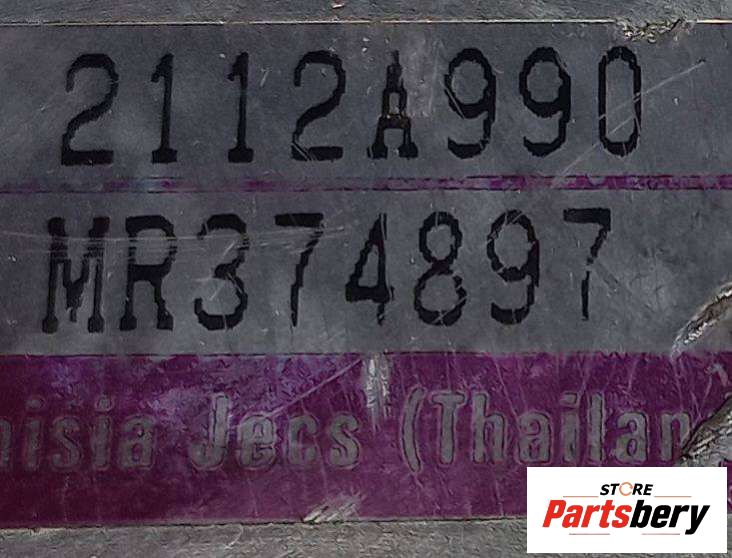 2112A990
MR374897
nisia Jecs (Thailan
STORE
Partsbery